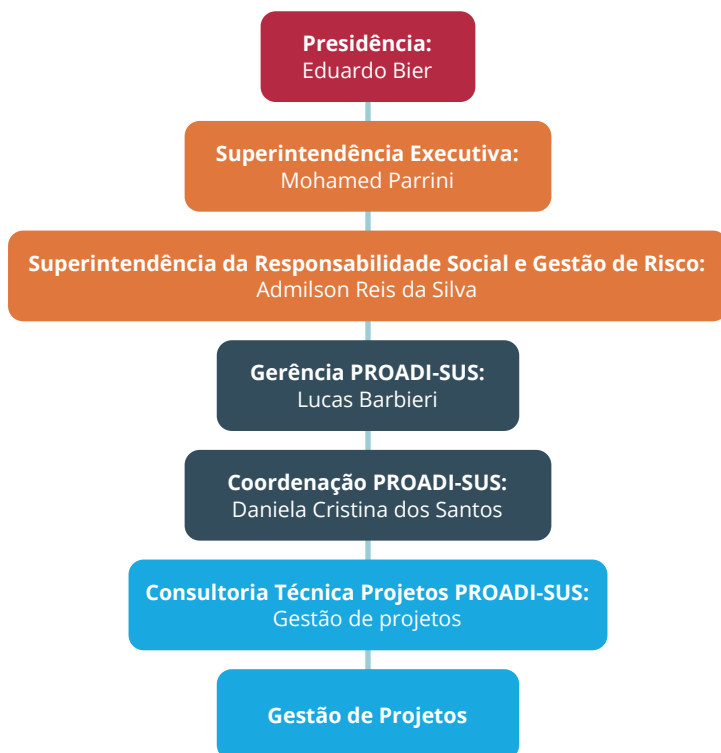 Presidência:
Eduardo Bier
Superintendência Executiva:
Mohamed Parrini
Superintendência da Responsabilidade Social e Gestão de Risco:
Admilson Reis da Silva
Gerência PROADI-SUS:
Lucas Barbieri
Coordenação PROADI-SUS:
Daniela Cristina dos Santos
Consultoria Técnica Projetos PROADI-SUS:
Gestão de projetos
Gestão de Projetos